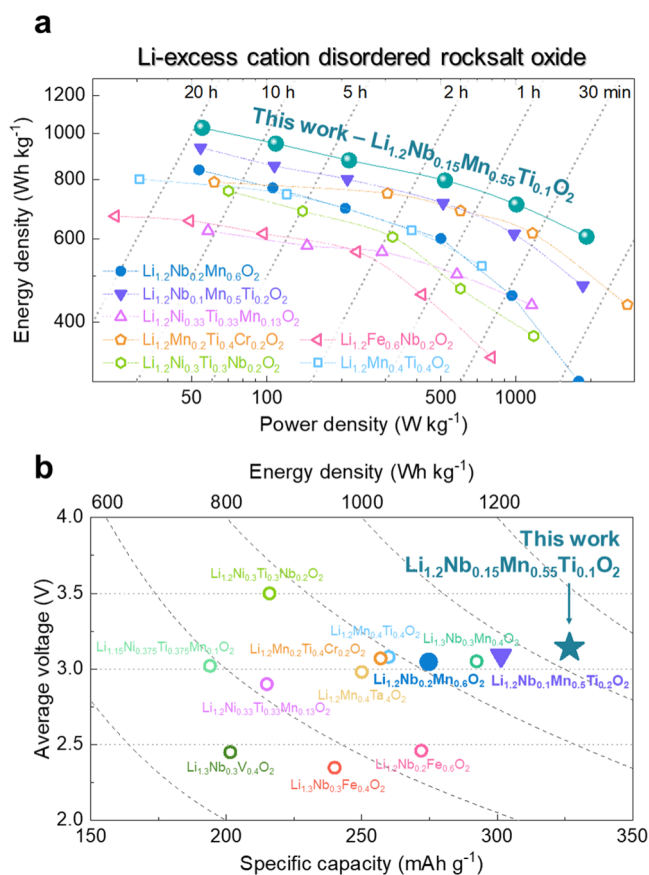 a
Li-excess cation disordered rocksalt oxide
Energy density (Wh kg⁻¹)
1200
1000
800
600
400
20 h
10 h
5 h
2 h
1 h
30 min
This work – Li₁.₂Nb₀.₁₅Mn₀.₅₅Ti₀.₁O₂
Li₁.₂Nb₀.₂Mn₀.₆O₂
Li₁.₂Nb₀.₁Mn₀.₅Ti₀.₂O₂
Li₁.₂Ni₀.₃₃Ti₀.₃₃Mn₀.₁₃O₂
Li₁.₂Mn₀.₂Ti₀.₄Cr₀.₂O₂
Li₁.₂Fe₀.₆Nb₀.₂O₂
Li₁.₂Ni₀.₃Ti₀.₃Nb₀.₂O₂
Li₁.₂Mn₀.₄Ti₀.₄O₂
50
100
500
1000
Power density (W kg⁻¹)
b
Energy density (Wh kg⁻¹)
600
800
1000
1200
Average voltage (V)
4.0
3.5
3.0
2.5
2.0
This work
Li₁.₂Nb₀.₁₅Mn₀.₅₅Ti₀.₁O₂
Li₁.₂Ni₀.₃Ti₀.₃Nb₀.₂O₂
Li₁.₁₅Ni₀.₃₇₅Ti₀.₃₇₅Mn₀.₁O₂
Li₁.₂Mn₀.₄Ti₀.₄O₂
Li₁.₃Nb₀.₃Mn₀.₄O₂
Li₁.₂Mn₀.₂Ti₀.₄Cr₀.₂O₂
Li₁.₂Nb₀.₂Mn₀.₆O₂
Li₁.₂Nb₀.₁Mn₀.₅Ti₀.₂O₂
Li₁.₂Mn₀.₄Ta₀.₄O₂
Li₁.₂Ni₀.₃₃Ti₀.₃₃Mn₀.₁₃O₂
Li₁.₃Nb₀.₃V₀.₄O₂
Li₁.₂Nb₀.₂Fe₀.₆O₂
Li₁.₃Nb₀.₃Fe₀.₄O₂
150
200
250
300
350
Specific capacity (mAh g⁻¹)